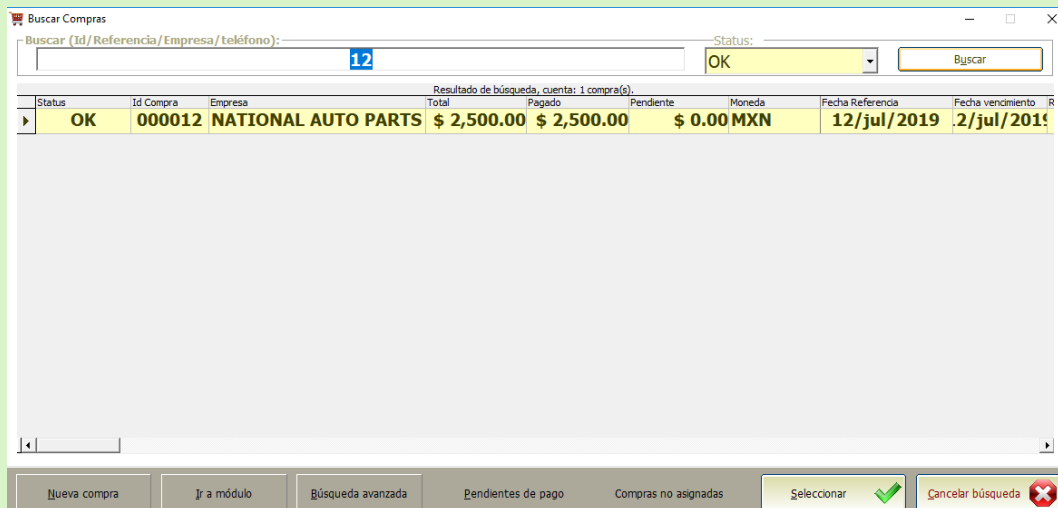 Buscar Compras
Buscar (Id/Referencia/Empresa/teléfono):
Status:
12
OK
Buscar
Resultado de búsqueda, cuenta: 1 compra(s).
Status Id Compra Empresa Total Pagado Pendiente Moneda Fecha Referencia Fecha vencimiento R
OK 000012 NATIONAL AUTO PARTS $ 2,500.00 $ 2,500.00 $ 0.00 MXN 12/jul/2019 2/jul/2019
Nueva compra Ir a módulo Búsqueda avanzada Pendientes de pago Compras no asignadas Seleccionar Cancelar búsqueda